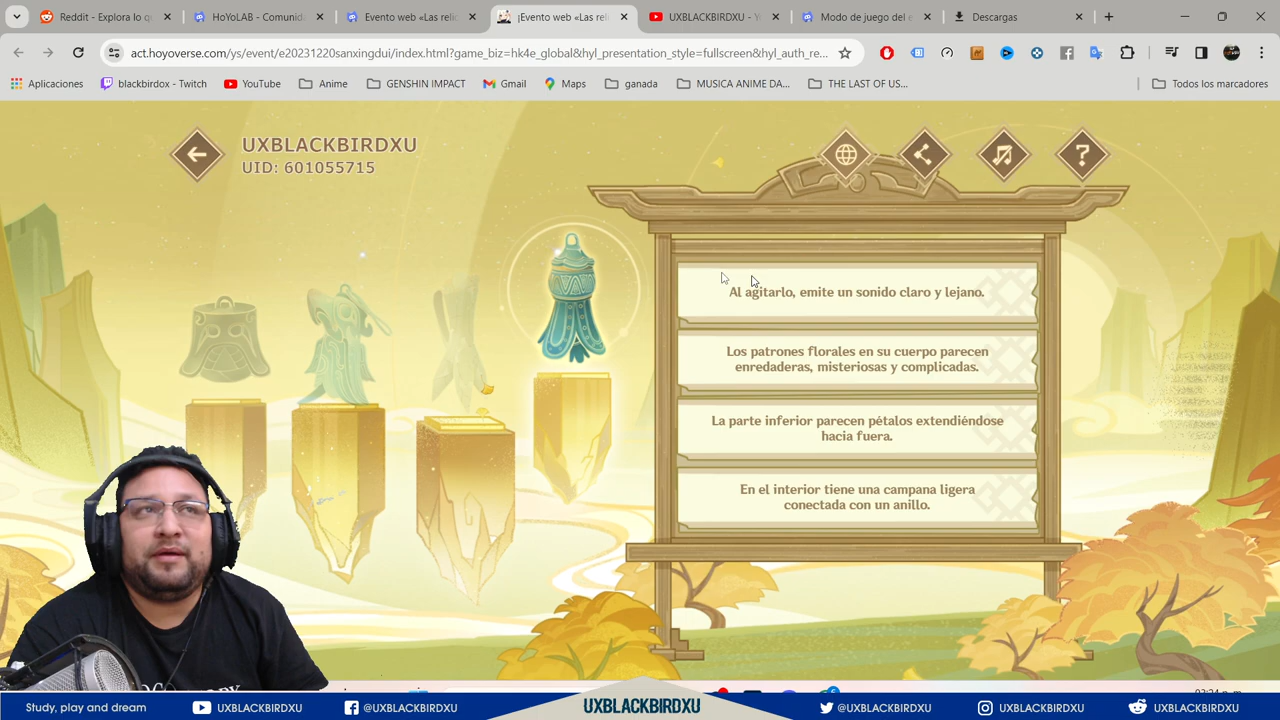 Reddit - Explora lo q
HoYoLAB - Comunida
Evento web «Las relic
¡Evento web «Las reli
UXBLACKBIRDXU - Y
Modo de juego del e
Descargas
act.hoyoverse.com/ys/event/e20231220sanxingdui/index.html?game_biz=hk4e_global&hyl_presentation_style=fullscreen&hyl_auth_re...
Aplicaciones
blackbirdox - Twitch
YouTube
Anime
GENSHIN IMPACT
Gmail
Maps
ganada
MUSICA ANIME DA...
THE LAST OF US...
Todos los marcadores
UXBLACKBIRDXU
UID: 601055715
Al agitarlo, emite un sonido claro y lejano.
Los patrones florales en su cuerpo parecen
enredaderas, misteriosas y complicadas.
La parte inferior parecen pétalos extendiéndose
hacia fuera.
En el interior tiene una campana ligera
conectada con un anillo.
Study, play and dream
UXBLACKBIRDXU
@UXBLACKBIRDXU
UXBLACKBIRDXU
@UXBLACKBIRDXU
UXBLACKBIRDXU
UXBLACKBIRDXU